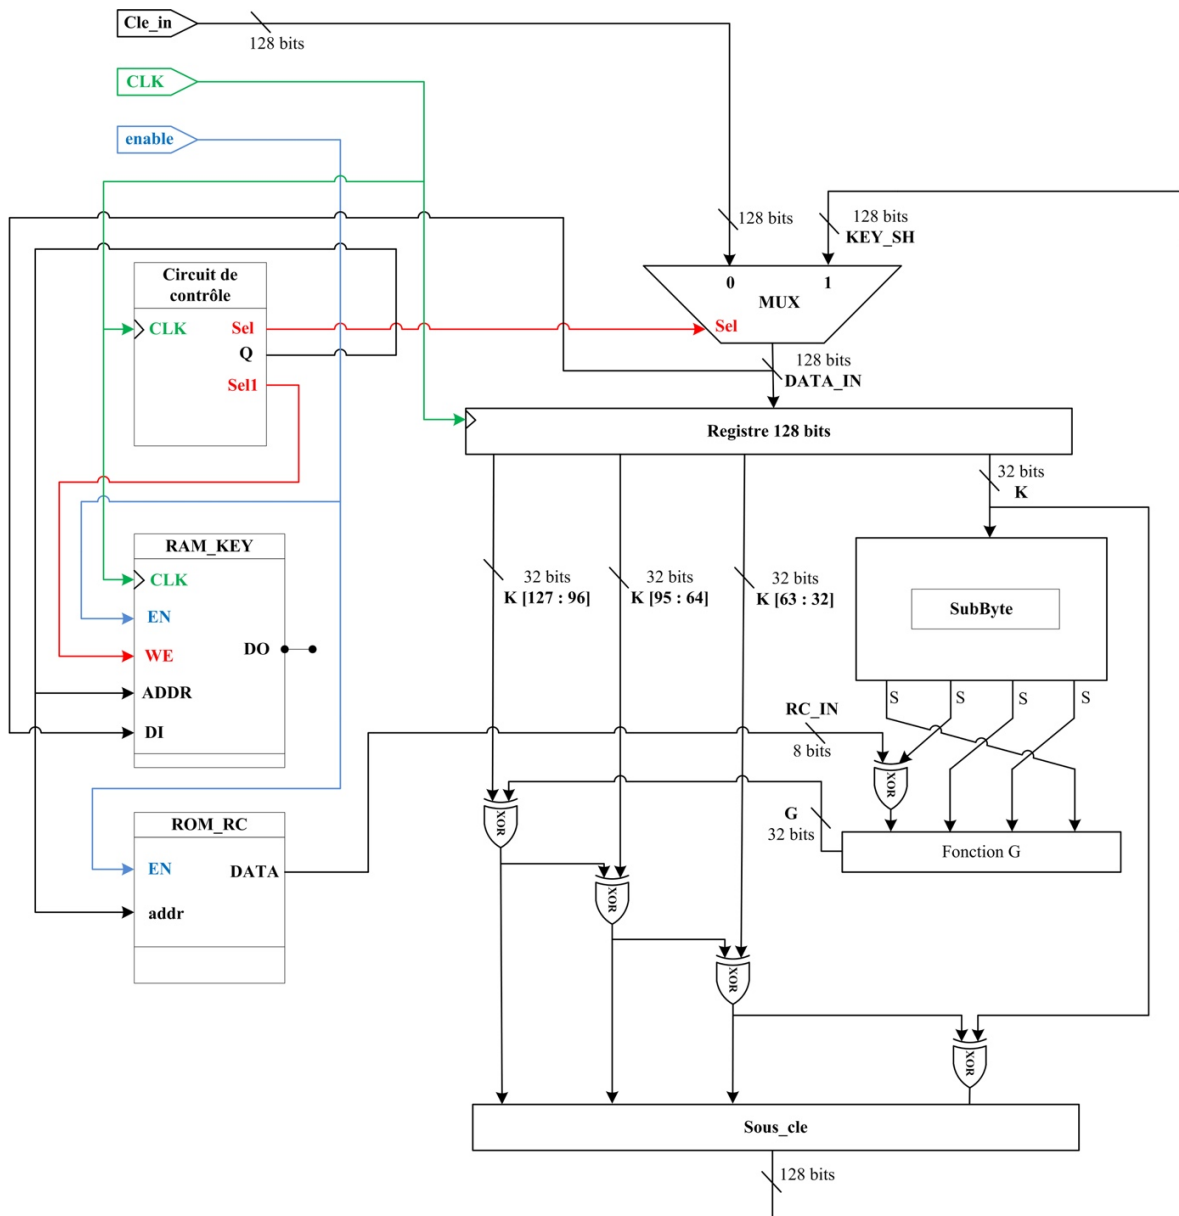 Cle_in
128 bits
CLK
enable
128 bits
128 bits
KEY_SH
0
1
MUX
Sel
Circuit de
contrôle
CLK
Sel
Q
Sel1
128 bits
DATA_IN
Registre 128 bits
32 bits
K
RAM_KEY
CLK
EN
WE
ADDR
DI
DO
32 bits
K [127 : 96]
32 bits
K [95 : 64]
32 bits
K [63 : 32]
SubByte
S
S
S
S
RC_IN
8 bits
XOR
G
32 bits
Fonction G
XOR
ROM_RC
EN
DATA
addr
XOR
XOR
XOR
Sous_cle
128 bits